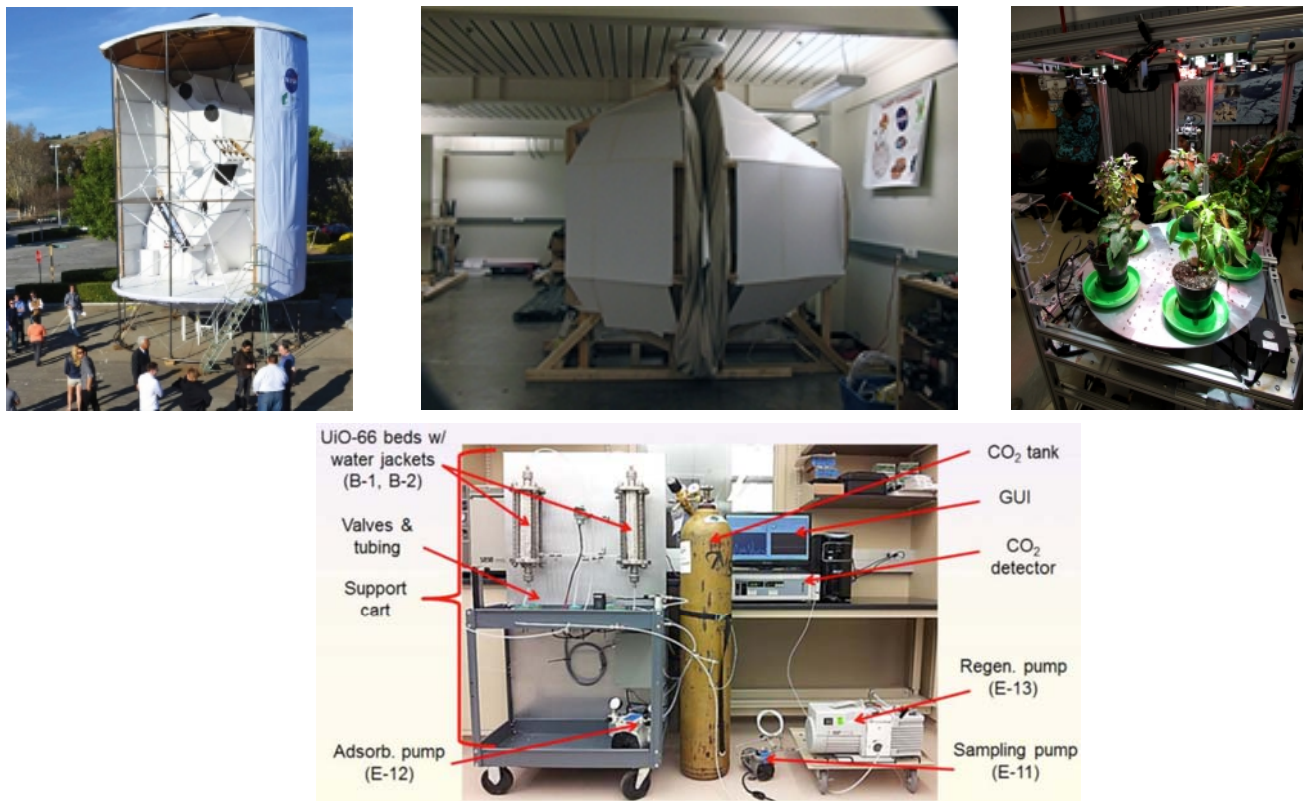 NASA
UiO-66 beds w/
water jackets
(B-1, B-2)
Valves &
tubing
Support
cart
Adsorb. pump
(E-12)
CO₂ tank
GUI
CO₂
detector
Regen. pump
(E-13)
Sampling pump
(E-11)